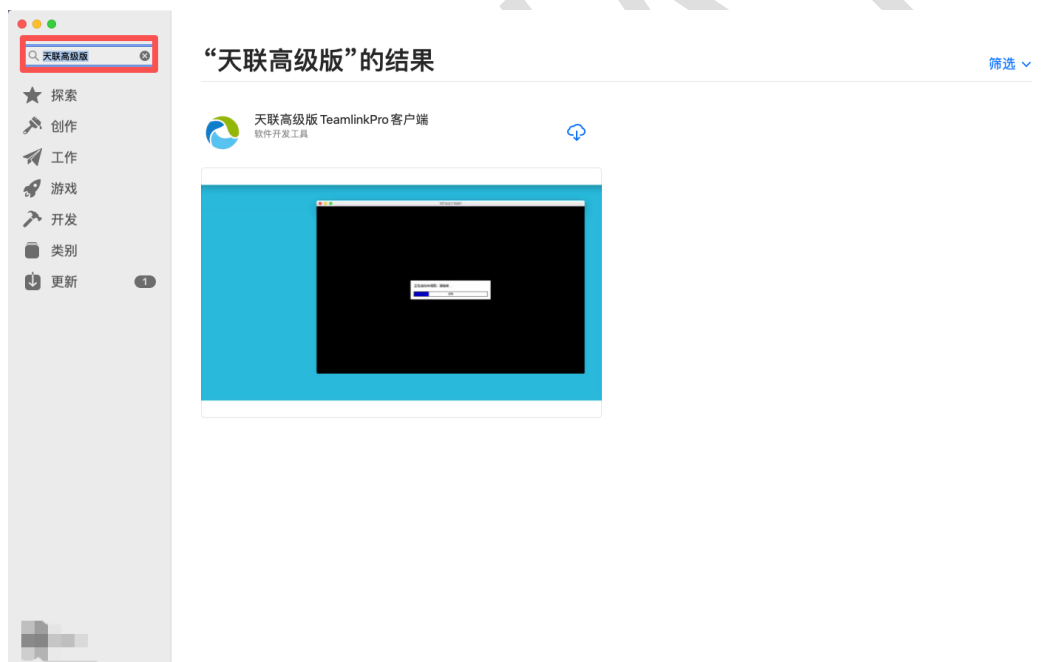 天联高级版
探索
创作
工作
游戏
开发
类别
更新
1
“天联高级版”的结果
筛选
天联高级版 TeamlinkPro 客户端
软件开发工具